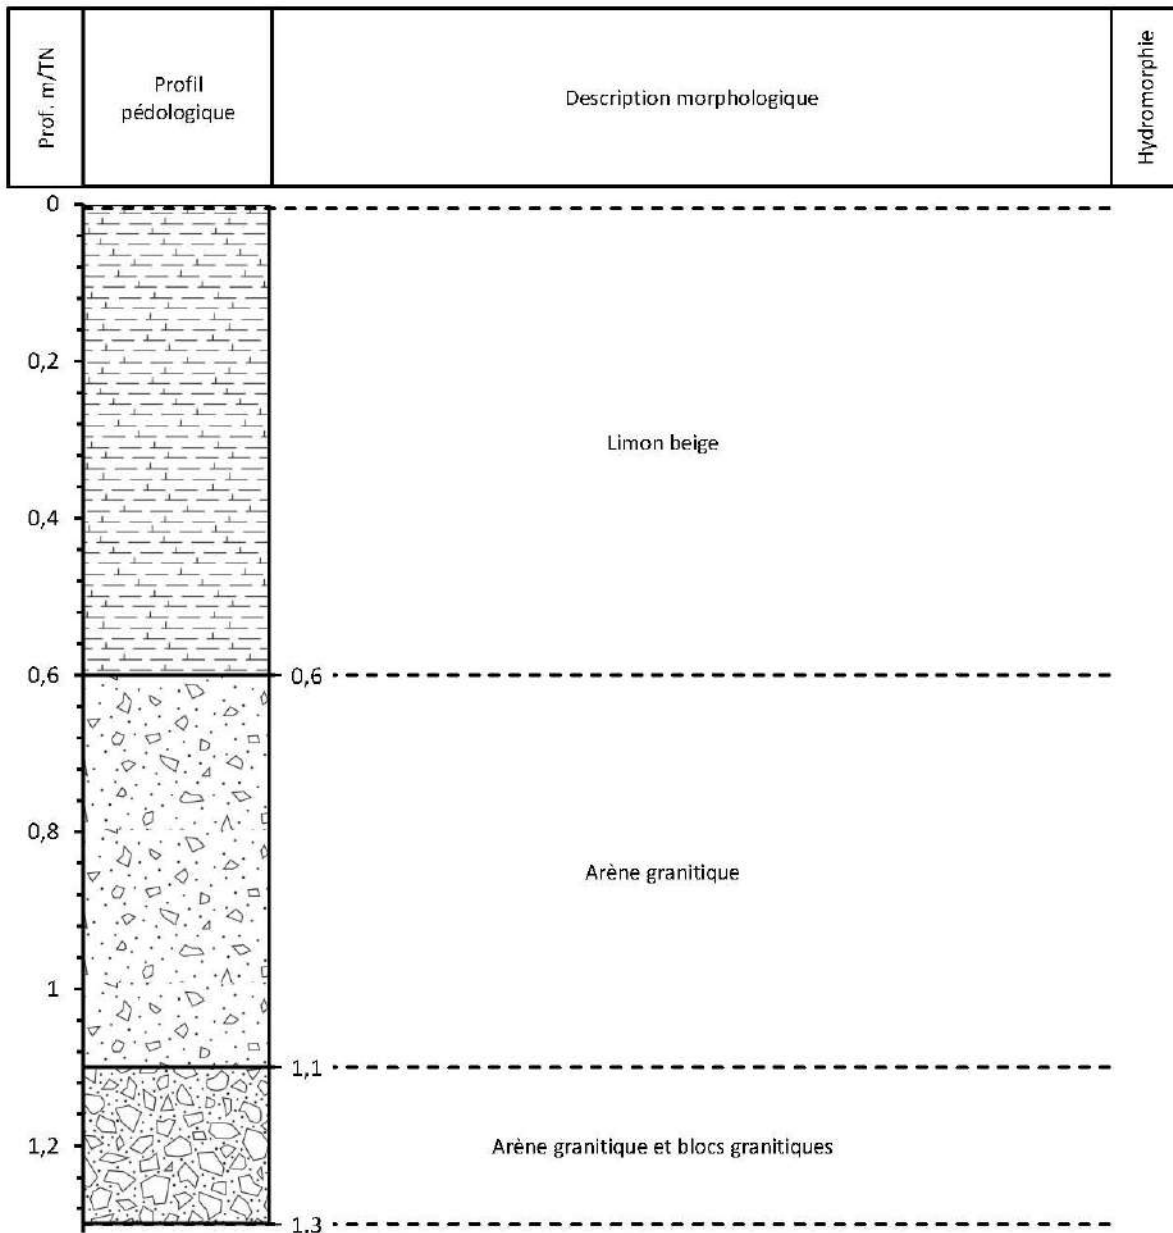 Prof. m/TN
Profil
pédologique
Description morphologique
Hydromorphie
0
0,2
Limon beige
0,4
0,6
0,6
0,8
Arène granitique
1
1,1
1,2
Arène granitique et blocs granitiques
1.3